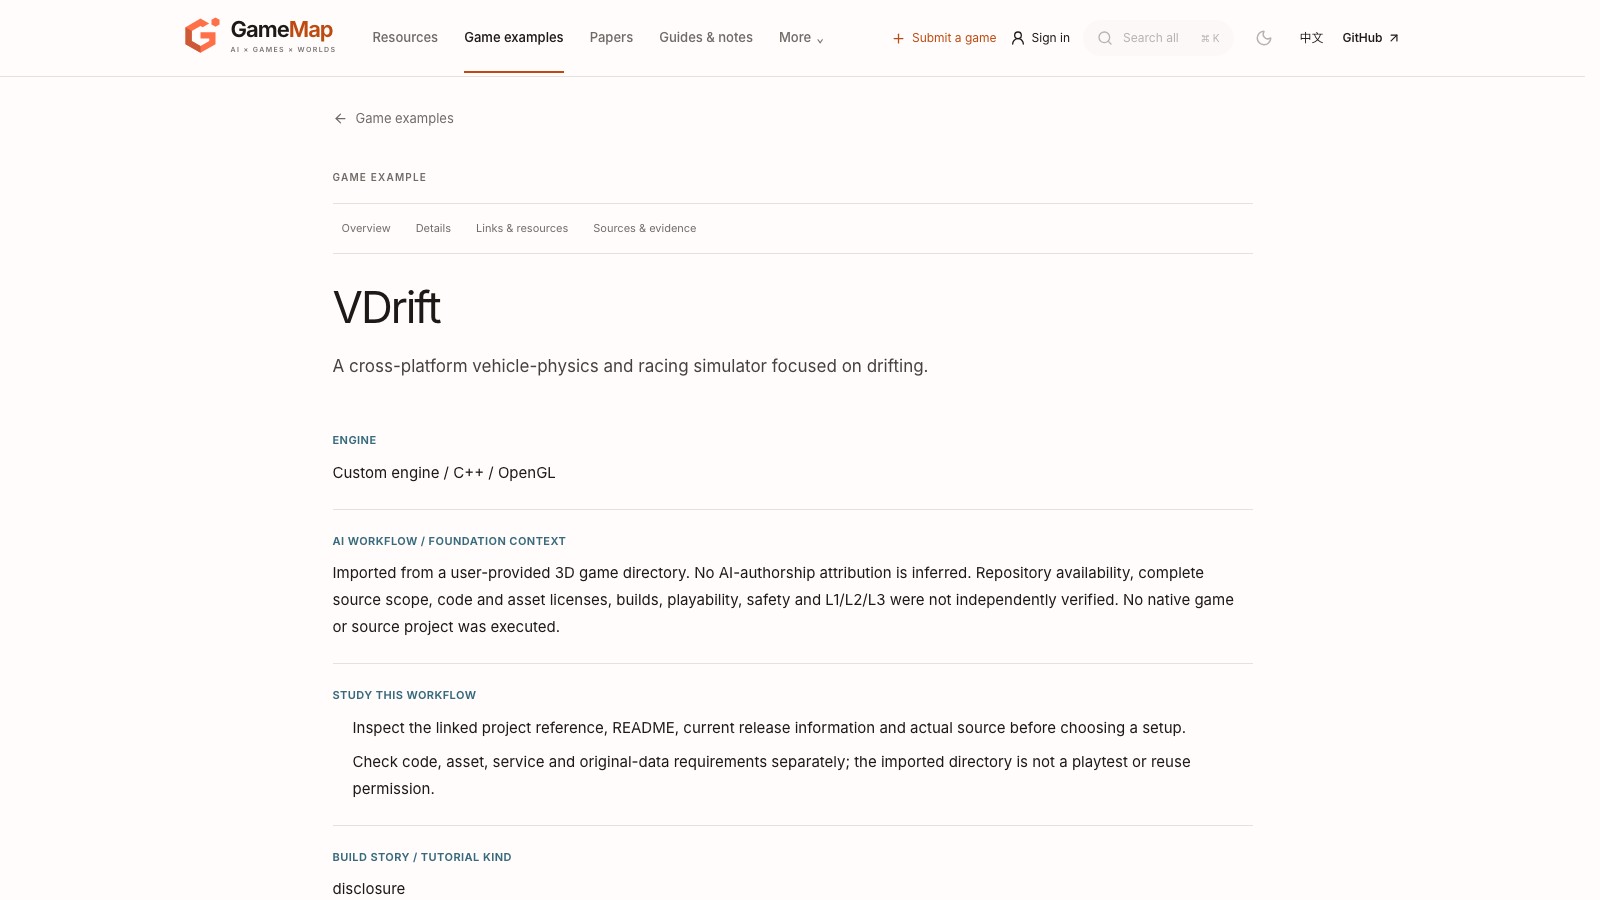 GameMap
AI × GAMES × WORLDS
Resources
Game examples
Papers
Guides & notes
More
Submit a game
Sign in
Search all
⌘ K
中文
GitHub
Game examples
GAME EXAMPLE
Overview
Details
Links & resources
Sources & evidence
VDrift
A cross-platform vehicle-physics and racing simulator focused on drifting.
ENGINE
Custom engine / C++ / OpenGL
AI WORKFLOW / FOUNDATION CONTEXT
Imported from a user-provided 3D game directory. No AI-authorship attribution is inferred. Repository availability, complete
source scope, code and asset licenses, builds, playability, safety and L1/L2/L3 were not independently verified. No native game
or source project was executed.
STUDY THIS WORKFLOW
Inspect the linked project reference, README, current release information and actual source before choosing a setup.
Check code, asset, service and original-data requirements separately; the imported directory is not a playtest or reuse
permission.
BUILD STORY / TUTORIAL KIND
disclosure